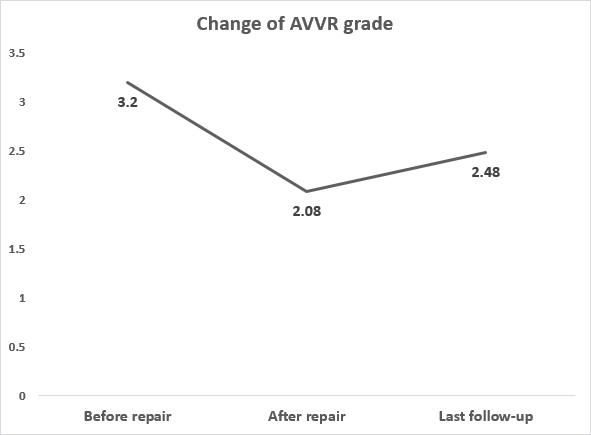 Change of AVVR grade
3.5
3
2.5
2
1.5
1
0.5
0
3.2
2.08
2.48
Before repair
After repair
Last follow-up